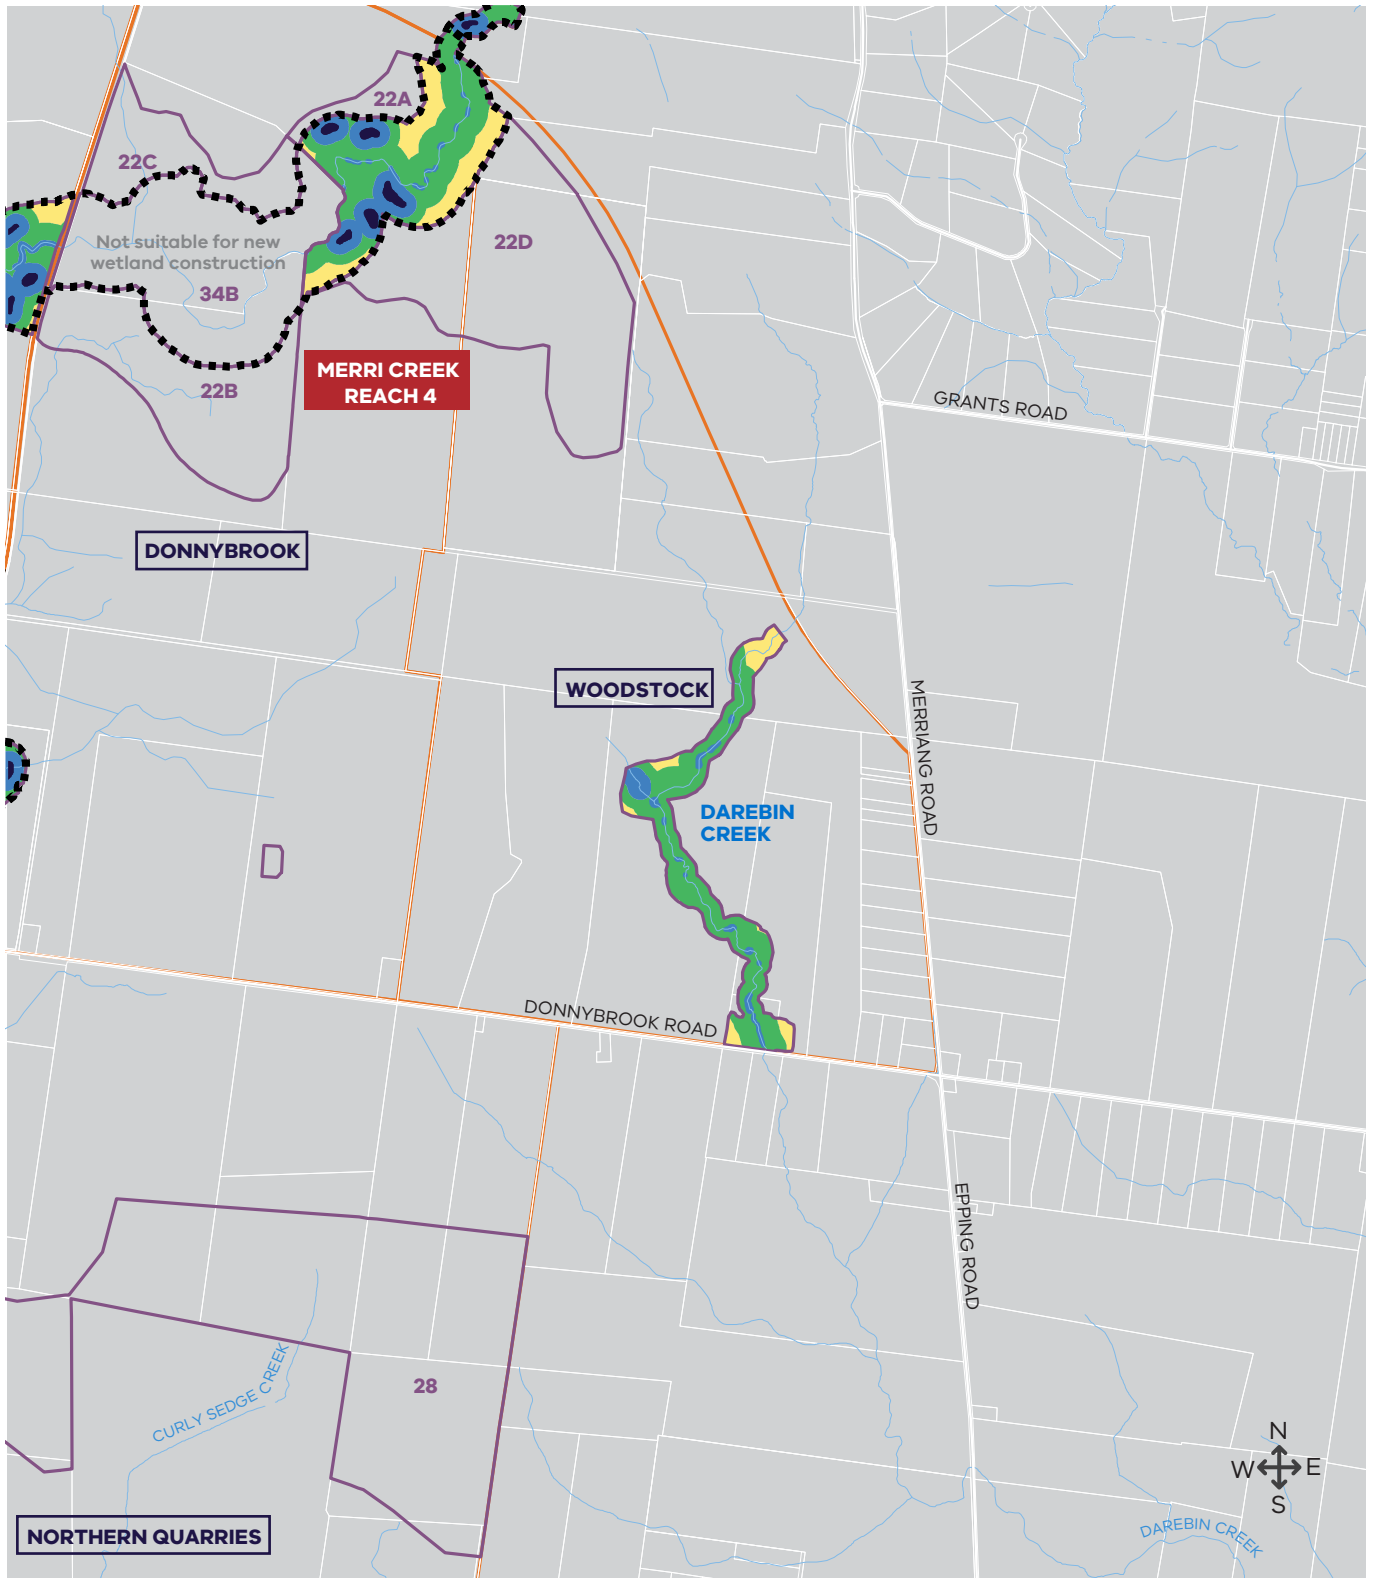 22A
22C
Not suitable for new
wetland construction
22D
34B
MERRI CREEK
REACH 4
22B
GRANTS ROAD
DONNYBROOK
WOODSTOCK
MERRIANG ROAD
DAREBIN
CREEK
DONNYBROOK ROAD
EPPING ROAD
CURLY SEDGE CREEK
28
N
W
E
S
NORTHERN QUARRIES
DAREBIN CREEK